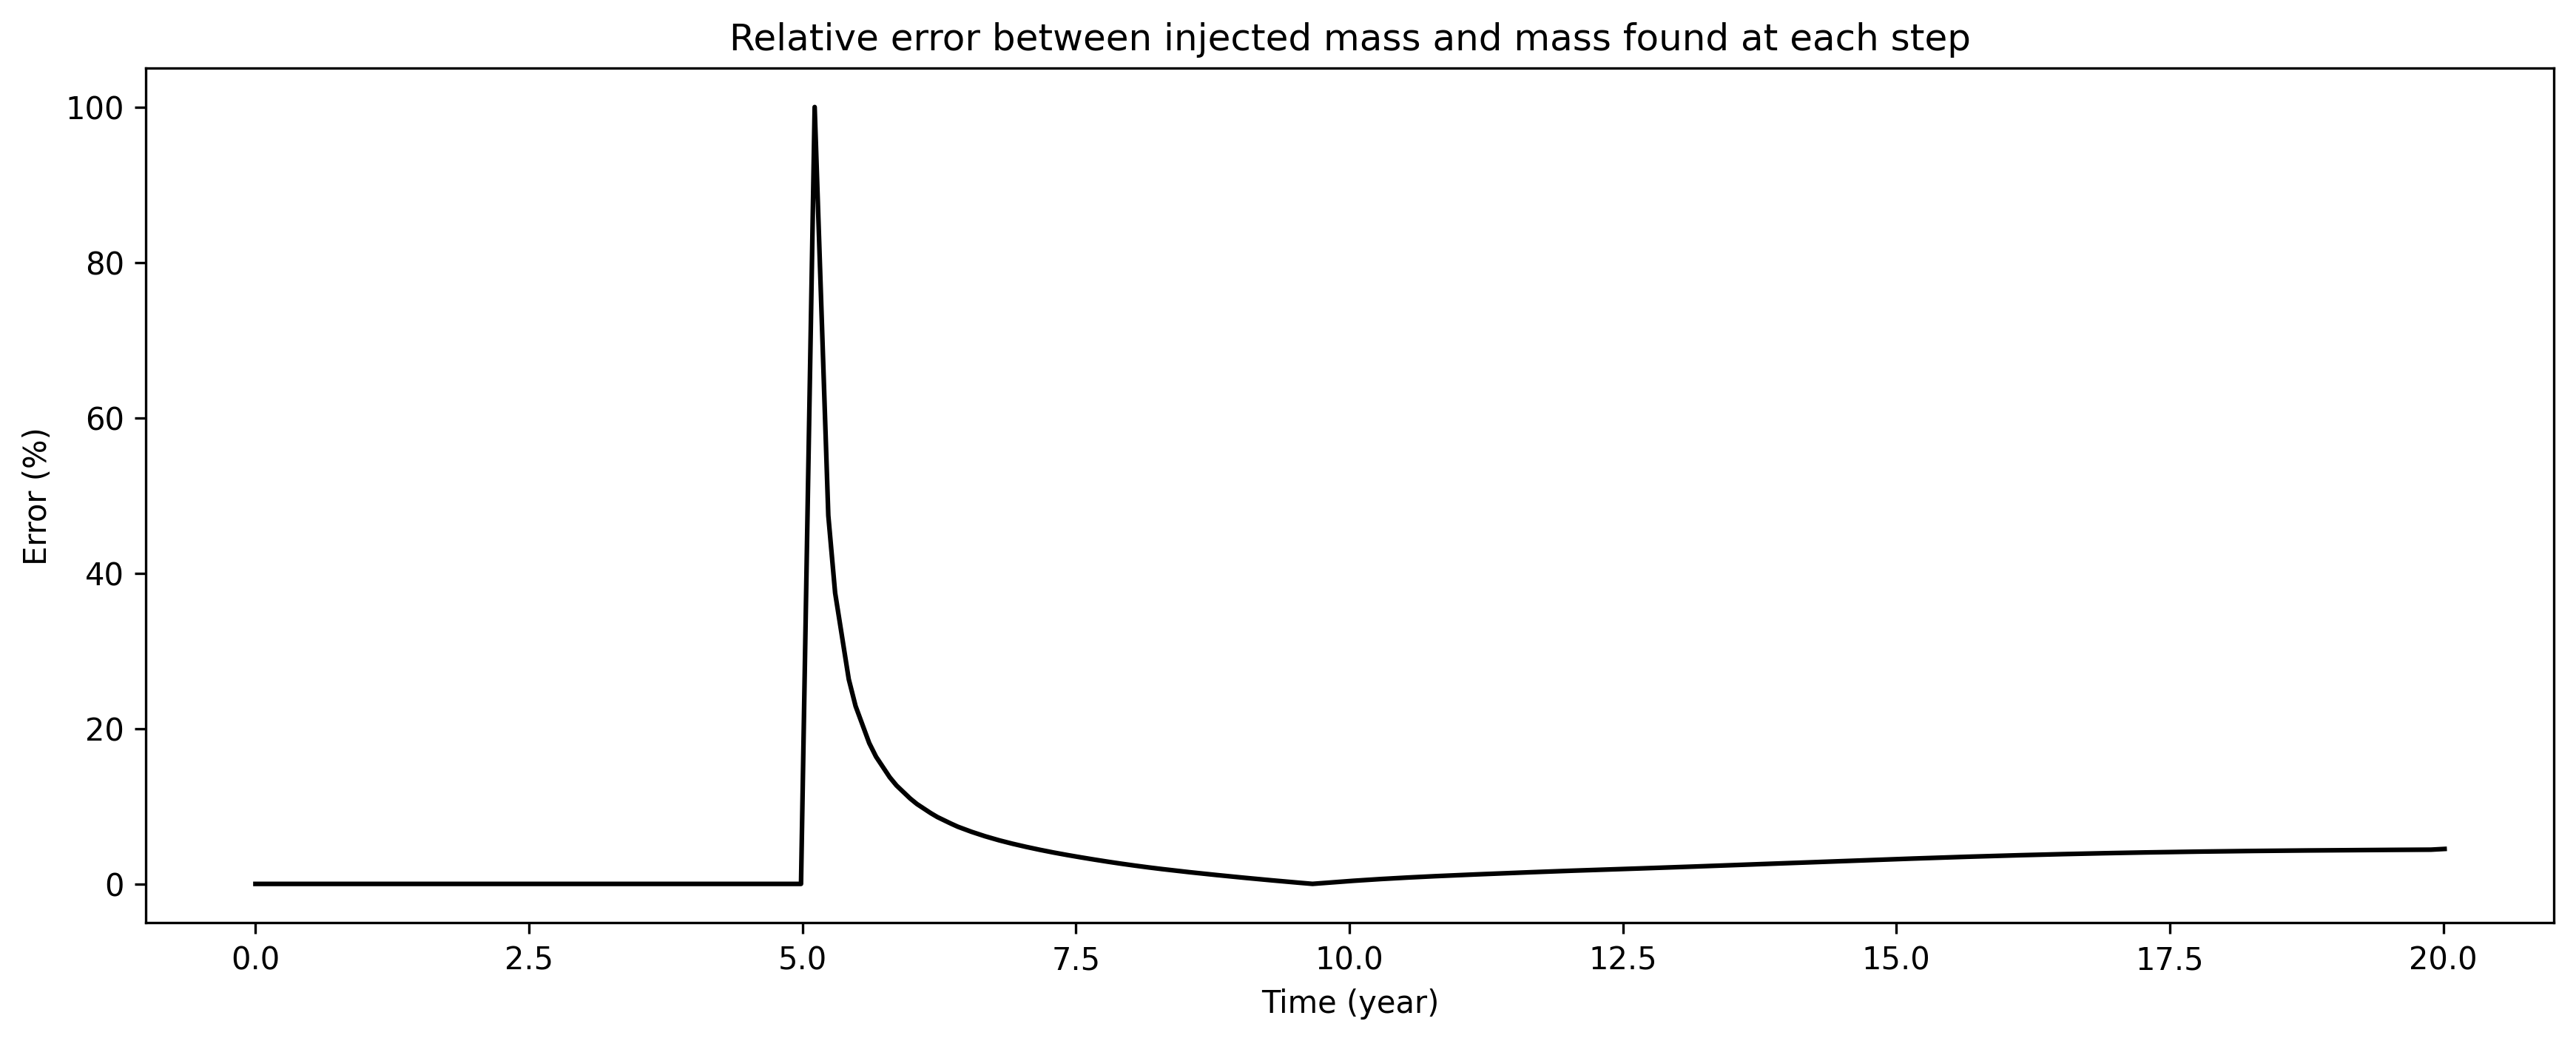 Relative error between injected mass and mass found at each step
100
80
60
40
20
0
Error (%)
0.0 2.5 5.0 7.5 10.0 12.5 15.0 17.5 20.0
Time (year)